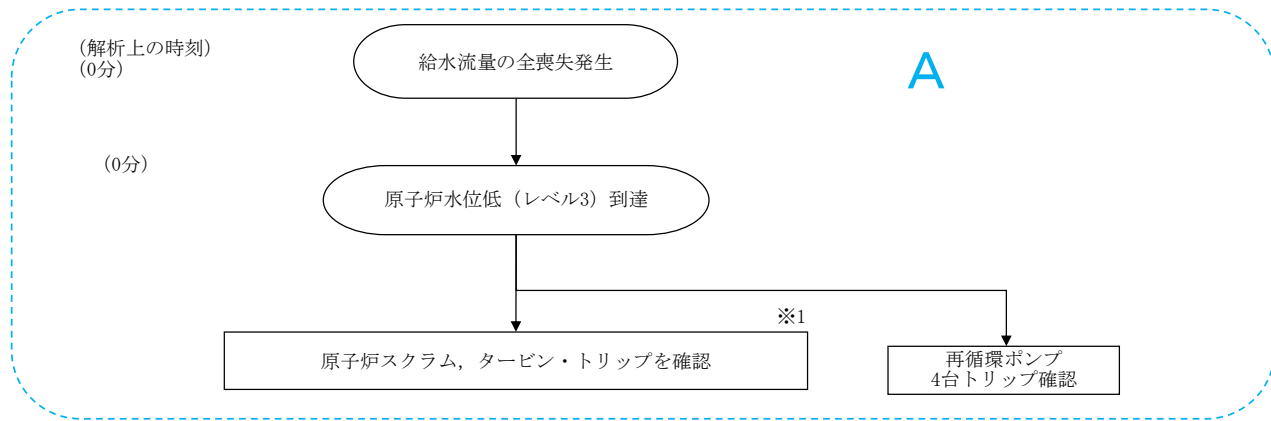 (解析上の時刻)
(0分)
給水流量の全喪失発生
A
(0分)
原子炉水位低(レベル3)到達
※1
原子炉スクラム,タービン・トリップを確認
再循環ポンプ
4台トリップ確認